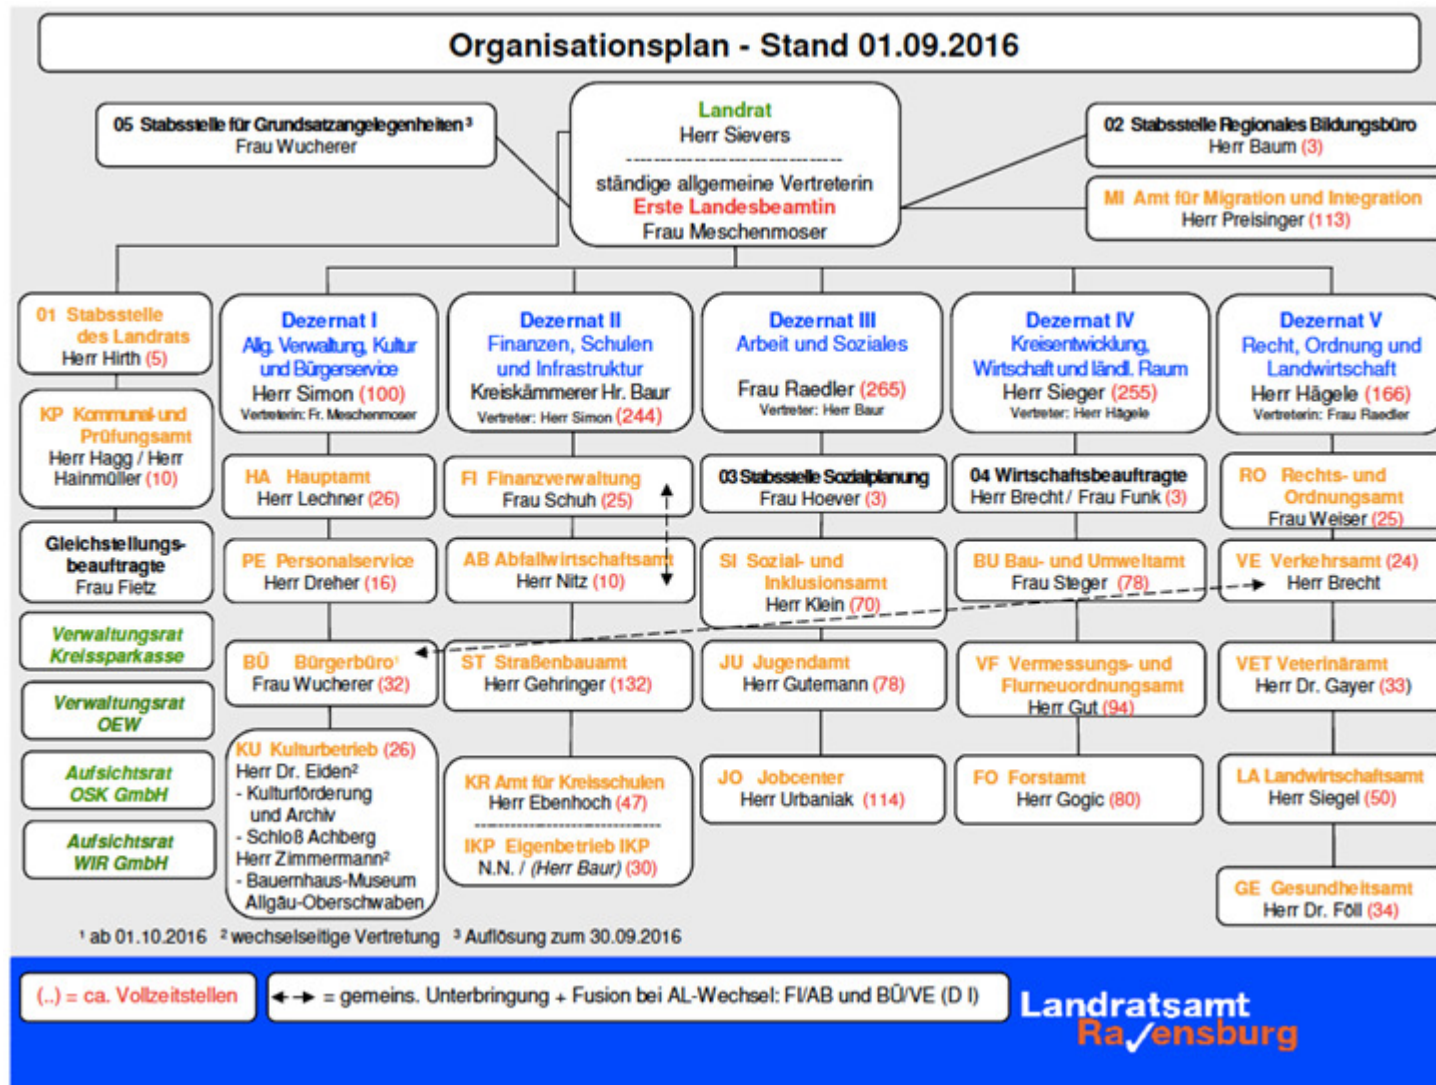 Organisationsplan - Stand 01.09.2016
05 Stabsstelle für Grundsatzangelegenheiten ³
Frau Wucherer
Landrat
Herr Sievers
ständige allgemeine Vertreterin
Erste Landesbeamtin
Frau Meschenmoser
02 Stabsstelle Regionales Bildungsbüro
Herr Baum (3)
MI Amt für Migration und Integration
Herr Preisinger (113)
01 Stabsstelle
des Landrats
Herr Hirth (5)
KP Kommunal- und
Prüfungsamt
Herr Hagg / Herr
Hainmüller (10)
Gleichstellungs-
beauftragte
Frau Fietz
Verwaltungsrat
Kreissparkasse
Verwaltungsrat
OEW
Aufsichtsrat
OSK GmbH
Aufsichtsrat
WIR GmbH
Dezernat I
Allg. Verwaltung, Kultur
und Bürgerservice
Herr Simon (100)
Vertreterin: Fr. Meschenmoser
HA Hauptamt
Herr Lechner (26)
PE Personalservice
Herr Dreher (16)
BÜ Bürgerbüro¹
Frau Wucherer (32)
KU Kulturbetrieb (26)
Herr Dr. Eiden²
- Kulturförderung
und Archiv
- Schloß Achberg
Herr Zimmermann²
- Bauernhaus-Museum
Allgäu-Oberschwaben
Dezernat II
Finanzen, Schulen
und Infrastruktur
Kreiskämmerer Hr. Baur
Vertreter: Herr Simon (244)
FI Finanzverwaltung
Frau Schuh (25)
AB Abfallwirtschaftsamt
Herr Nitz (10)
ST Straßenbauamt
Herr Gehringer (132)
KR Amt für Kreisschulen
Herr Ebenhoch (47)
IKP Eigenbetrieb IKP
N.N. / (Herr Baur) (30)
Dezernat III
Arbeit und Soziales
Frau Raedler (265)
Vertreter: Herr Baur
03 Stabsstelle Sozialplanung
Frau Hoever (3)
SI Sozial- und
Inklusionsamt
Herr Klein (70)
JU Jugendamt
Herr Gutemann (78)
JO Jobcenter
Herr Urbaniak (114)
Dezernat IV
Kreisentwicklung,
Wirtschaft und ländl. Raum
Herr Sieger (255)
Vertreter: Herr Hägele
04 Wirtschaftsbeauftragte
Herr Brecht / Frau Funk (3)
BU Bau- und Umweltamt
Frau Steger (78)
VF Vermessungs- und
Flurneuordnungsamt
Herr Gut (94)
FO Forstamt
Herr Gogic (80)
Dezernat V
Recht, Ordnung und
Landwirtschaft
Herr Hägele (166)
Vertreterin: Frau Raedler
RO Rechts- und
Ordnungsamt
Frau Weiser (25)
VE Verkehrsamt (24)
Herr Brecht
VET Veterinäramt
Herr Dr. Gayer (33)
LA Landwirtschaftsamt
Herr Siegel (50)
GE Gesundheitsamt
Herr Dr. Föll (34)
¹ ab 01.10.2016 ² wechselseitige Vertretung ³ Auflösung zum 30.09.2016
(..) = ca. Vollzeitstellen
= gemeins. Unterbringung + Fusion bei AL-Wechsel: FI/AB und BÜ/VE (D I)
Landratsamt
Ravensburg